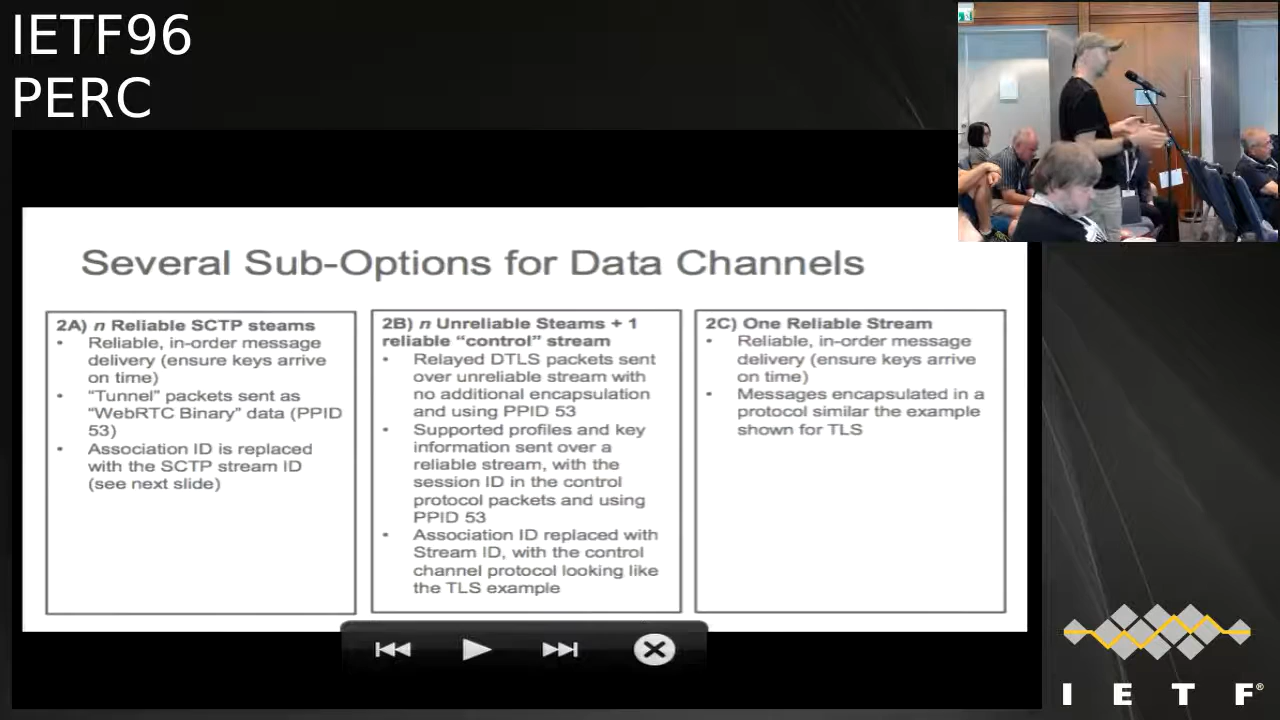 IETF96
PERC
Several Sub-Options for Data Channels
2A) n Reliable SCTP steams
• Reliable, in-order message
delivery (ensure keys arrive
on time)
• “Tunnel” packets sent as
“WebRTC Binary” data (PPID
53)
• Association ID is replaced
with the SCTP stream ID
(see next slide)
2B) n Unreliable Steams + 1
reliable “control” stream
• Relayed DTLS packets sent
over unreliable stream with
no additional encapsulation
and using PPID 53
• Supported profiles and key
information sent over a
reliable stream, with the
session ID in the control
protocol packets and using
PPID 53
• Association ID replaced with
Stream ID, with the control
channel protocol looking like
the TLS example
2C) One Reliable Stream
• Reliable, in-order message
delivery (ensure keys arrive
on time)
• Messages encapsulated in a
protocol similar the example
shown for TLS
I E T F®